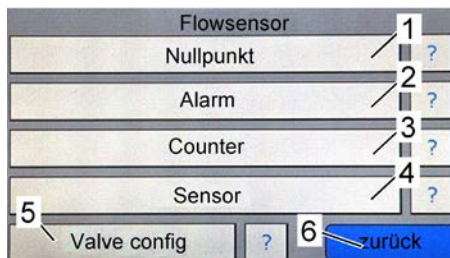 Flowsensor
1
Nullpunkt ?
2
Alarm ?
3
Counter ?
4
Sensor ?
5 6
Valve config ? zurück